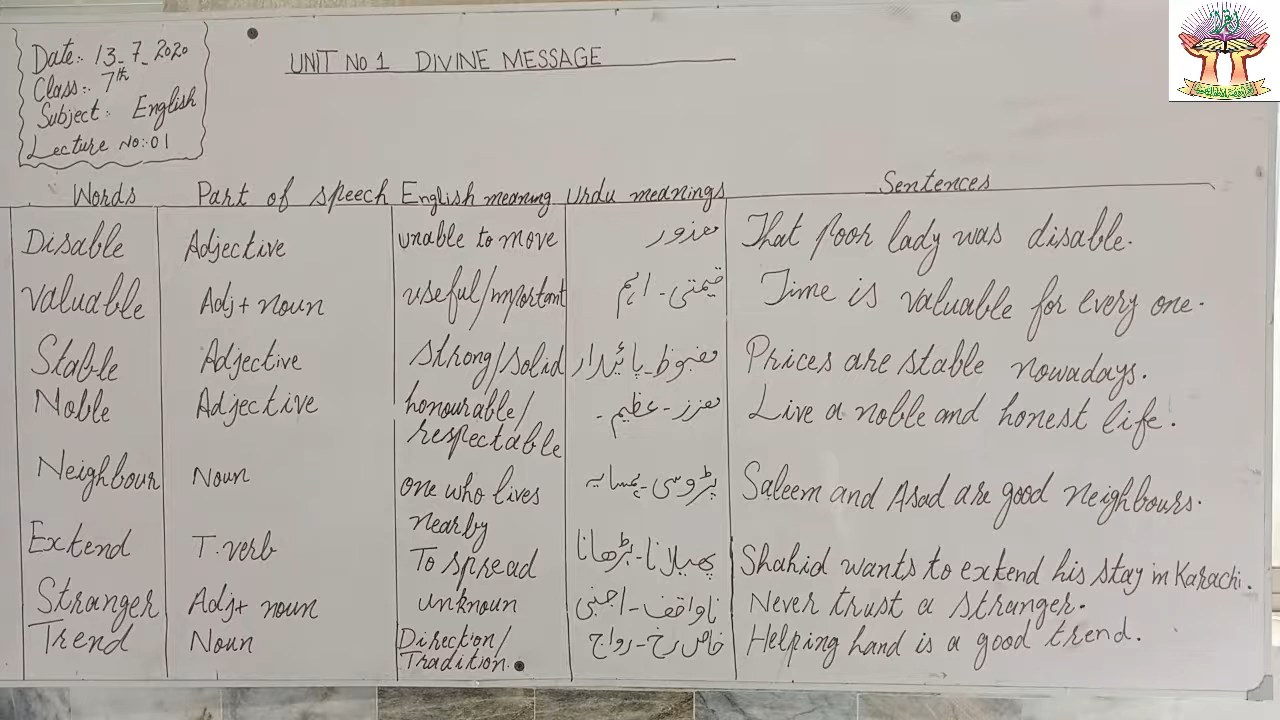 Date:- 13-7-2020
Class:- 7th
Subject: English
Lecture No:-01
UNIT No 1 DIVINE MESSAGE
Words Part of speech English meaning Urdu meanings Sentences
Disable Adjective unable to move معزور That poor lady was disable.
Valuable Adj+ noun useful/important قیمتی - اہم Time is valuable for every one.
Stable Adjective strong/solid مضبوط - پائیدار Prices are stable nowadays.
Noble Adjective honourable/ معزز - عظیم - Live a noble and honest life.
respectable
Neighbour Noun one who lives پڑوسی - ہمسایہ Saleem and Asad are good neighbours.
nearby
Extend T.verb To spread پھیلانا - بڑھانا Shahid wants to extend his stay in Karachi.
Stranger Adj+ noun unknoun ناواقف - اجنبی Never trust a stranger.
Trend Noun Direction/ خاص رخ - رواج Helping hand is a good trend.
Tradition.